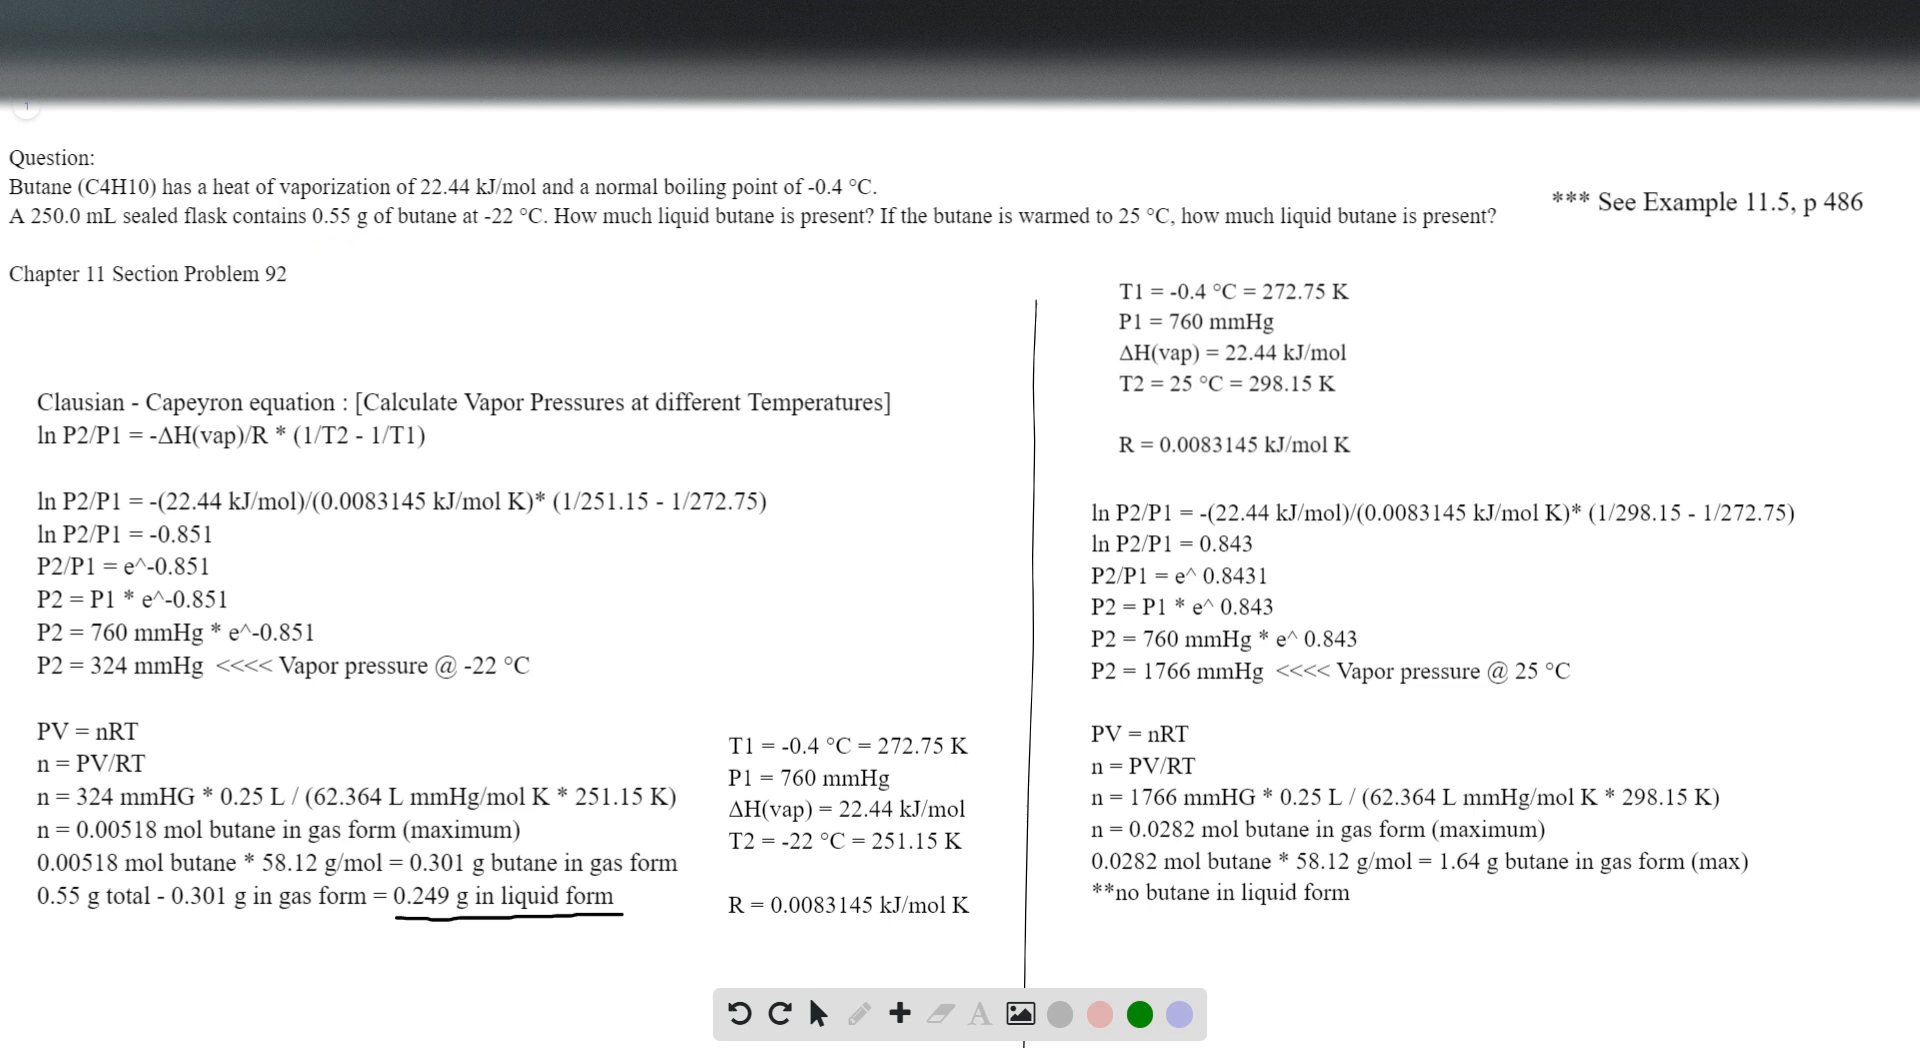 1
Question:
Butane (C4H10) has a heat of vaporization of 22.44 kJ/mol and a normal boiling point of -0.4 °C.
A 250.0 mL sealed flask contains 0.55 g of butane at -22 °C. How much liquid butane is present? If the butane is warmed to 25 °C, how much liquid butane is present?
*** See Example 11.5, p 486
Chapter 11 Section Problem 92
Clausian - Capeyron equation : [Calculate Vapor Pressures at different Temperatures]
ln P2/P1 = -ΔH(vap)/R * (1/T2 - 1/T1)
ln P2/P1 = -(22.44 kJ/mol)/(0.0083145 kJ/mol K)* (1/251.15 - 1/272.75)
ln P2/P1 = -0.851
P2/P1 = e^-0.851
P2 = P1 * e^-0.851
P2 = 760 mmHg * e^-0.851
P2 = 324 mmHg <<<< Vapor pressure @ -22 °C
PV = nRT
n = PV/RT
n = 324 mmHG * 0.25 L / (62.364 L mmHg/mol K * 251.15 K)
n = 0.00518 mol butane in gas form (maximum)
0.00518 mol butane * 58.12 g/mol = 0.301 g butane in gas form
0.55 g total - 0.301 g in gas form = 0.249 g in liquid form
T1 = -0.4 °C = 272.75 K
P1 = 760 mmHg
ΔH(vap) = 22.44 kJ/mol
T2 = -22 °C = 251.15 K
R = 0.0083145 kJ/mol K
T1 = -0.4 °C = 272.75 K
P1 = 760 mmHg
ΔH(vap) = 22.44 kJ/mol
T2 = 25 °C = 298.15 K
R = 0.0083145 kJ/mol K
ln P2/P1 = -(22.44 kJ/mol)/(0.0083145 kJ/mol K)* (1/298.15 - 1/272.75)
ln P2/P1 = 0.843
P2/P1 = e^ 0.8431
P2 = P1 * e^ 0.843
P2 = 760 mmHg * e^ 0.843
P2 = 1766 mmHg <<<< Vapor pressure @ 25 °C
PV = nRT
n = PV/RT
n = 1766 mmHG * 0.25 L / (62.364 L mmHg/mol K * 298.15 K)
n = 0.0282 mol butane in gas form (maximum)
0.0282 mol butane * 58.12 g/mol = 1.64 g butane in gas form (max)
**no butane in liquid form
A